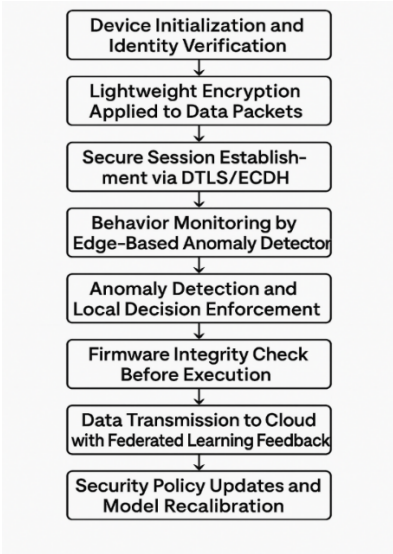 Device Initialization and
Identity Verification
Lightweight Encryption
Applied to Data Packets
Secure Session Establish-
ment via DTLS/ECDH
Behavior Monitoring by
Edge-Based Anomaly Detector
Anomaly Detection and
Local Decision Enforcement
Firmware Integrity Check
Before Execution
Data Transmission to Cloud
with Federated Learning Feedback
Security Policy Updates and
Model Recalibration